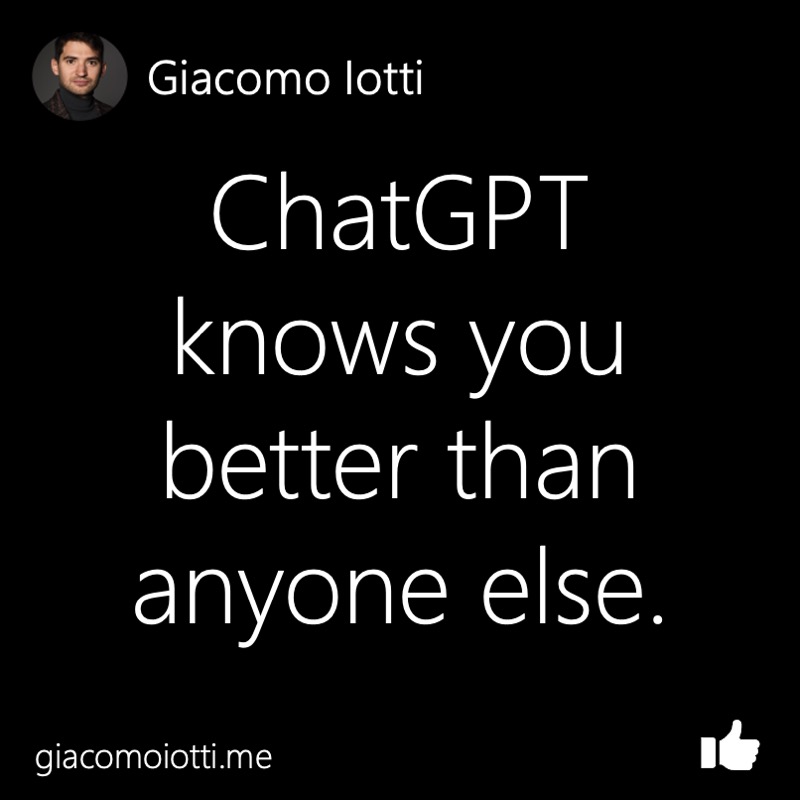 Giacomo Iotti
ChatGPT
knows you
better than
anyone else.
giacomoiotti.me